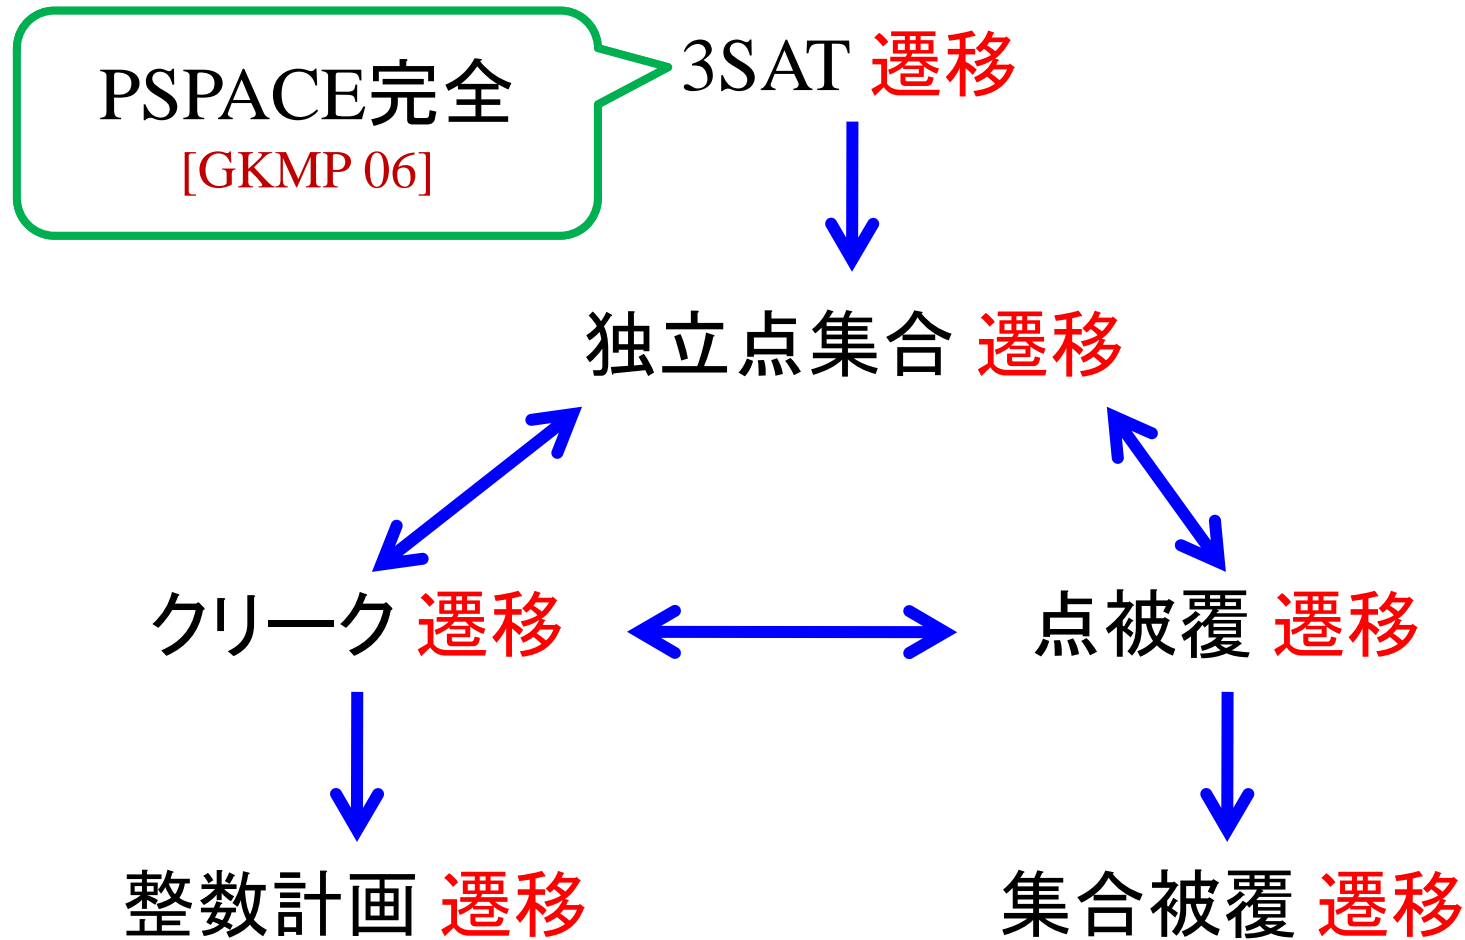 PSPACE完全
[GKMP 06]
3SAT 遷移
独立点集合 遷移
クリーク 遷移
点被覆 遷移
整数計画 遷移
集合被覆 遷移